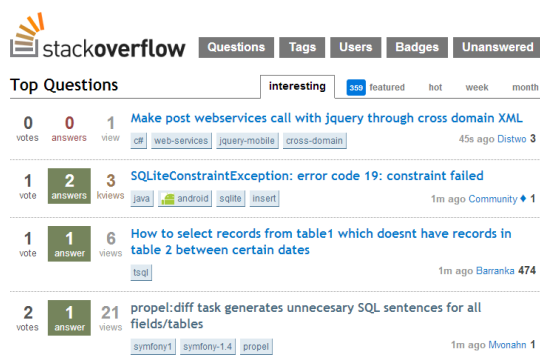 stackoverflow
Questions Tags Users Badges Unanswered
Top Questions interesting 359 featured hot week month
0 0 1 Make post webservices call with jquery through cross domain XML
votes answers view
c# web-services jquery-mobile cross-domain 45s ago Distwo 3
1 2 3 SQLiteConstraintException: error code 19: constraint failed
vote answers kviews
java android sqlite insert 1m ago Community ♦ 1
1 1 6 How to select records from table1 which doesnt have records in
vote answer views table 2 between certain dates
tsql 1m ago Barranka 474
2 1 21 propel:diff task generates unnecesary SQL sentences for all
votes answer views fields/tables
symfony1 symfony-1.4 propel 1m ago Mvonahn 1